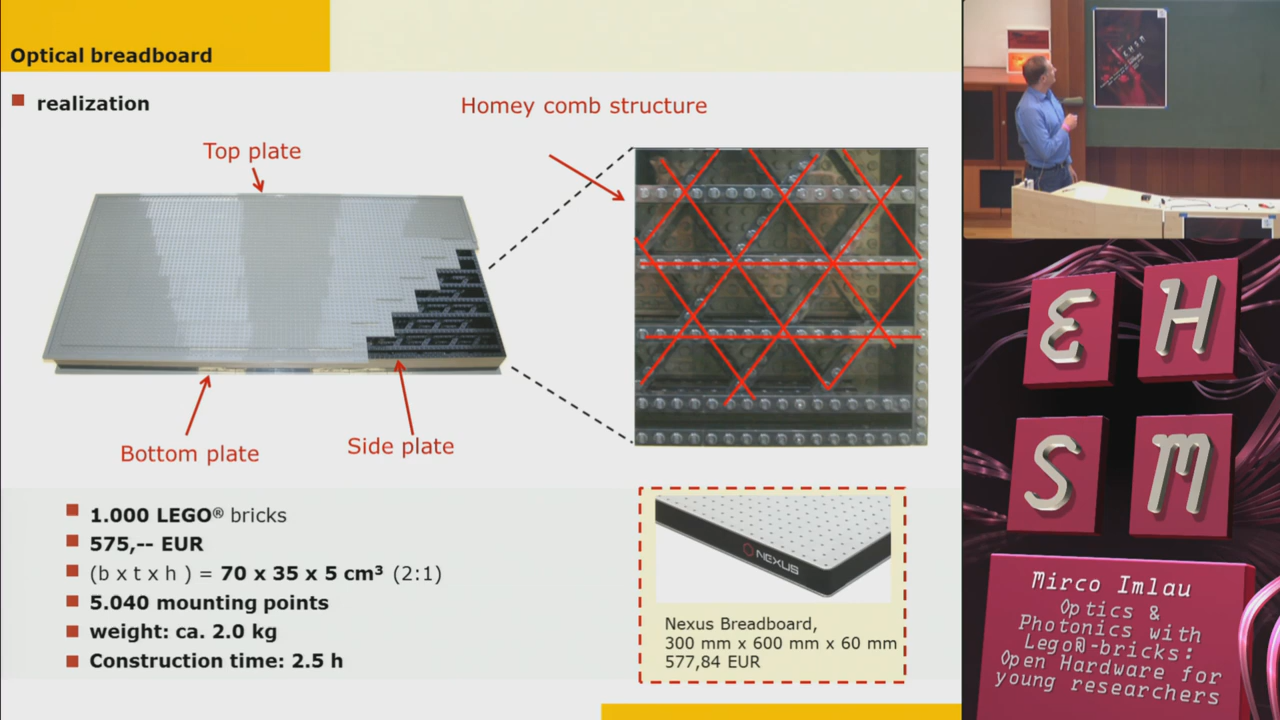 Optical breadboard
realization
Homey comb structure
Top plate
Bottom plate
Side plate
1.000 LEGO® bricks
575,-- EUR
(b x t x h ) = 70 x 35 x 5 cm³ (2:1)
5.040 mounting points
weight: ca. 2.0 kg
Construction time: 2.5 h
NEXUS
Nexus Breadboard,
300 mm x 600 mm x 60 mm
577,84 EUR
EHSM
E H
S M
Mirco Imlau
Optics &
Photonics with
Lego®-bricks:
Open Hardware for
young researchers